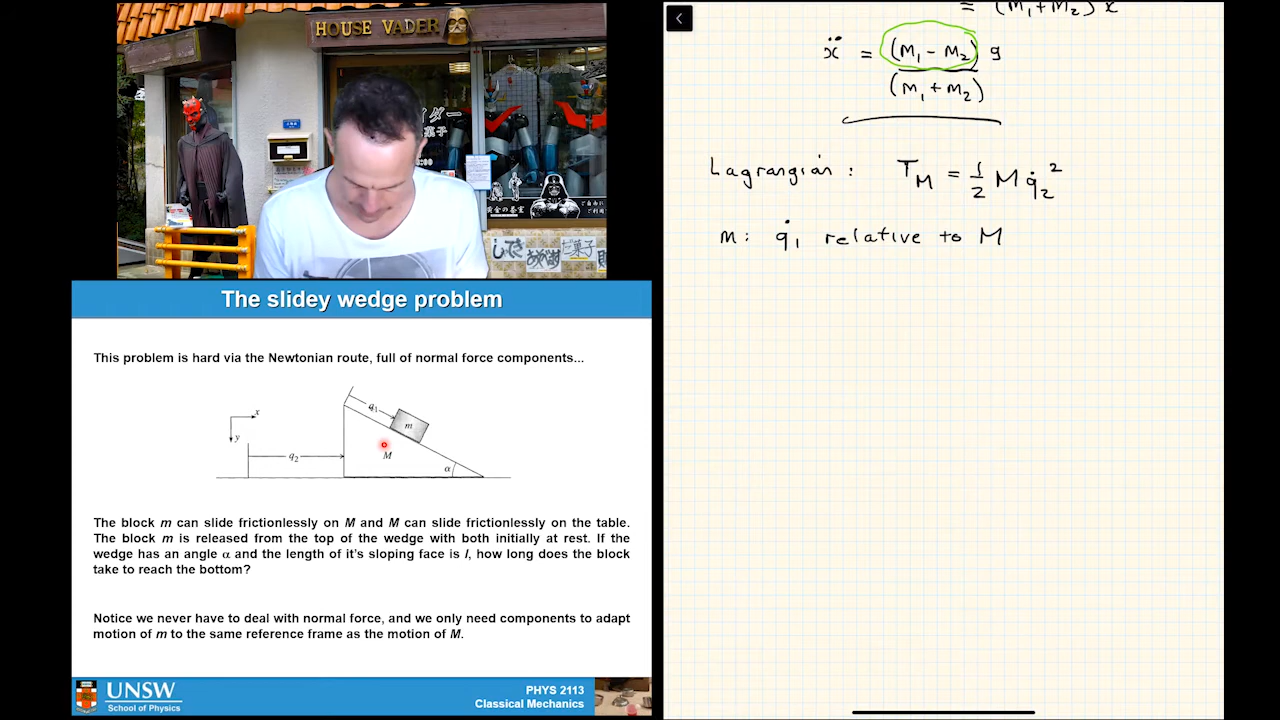 HOUSE VADER
The slidey wedge problem
This problem is hard via the Newtonian route, full of normal force components...
q₁
m
x
y
q₂
M
α
The block m can slide frictionlessly on M and M can slide frictionlessly on the table.
The block m is released from the top of the wedge with both initially at rest. If the
wedge has an angle α and the length of it's sloping face is l, how long does the block
take to reach the bottom?
Notice we never have to deal with normal force, and we only need components to adapt
motion of m to the same reference frame as the motion of M.
UNSW
School of Physics
PHYS 2113
Classical Mechanics
= (M₁+M₂) ẍ
ẍ = (M₁ - M₂) g
(M₁ + M₂)
Lagrangian : T_M = 1/2 M q̇₂²
m: q̇₁ relative to M